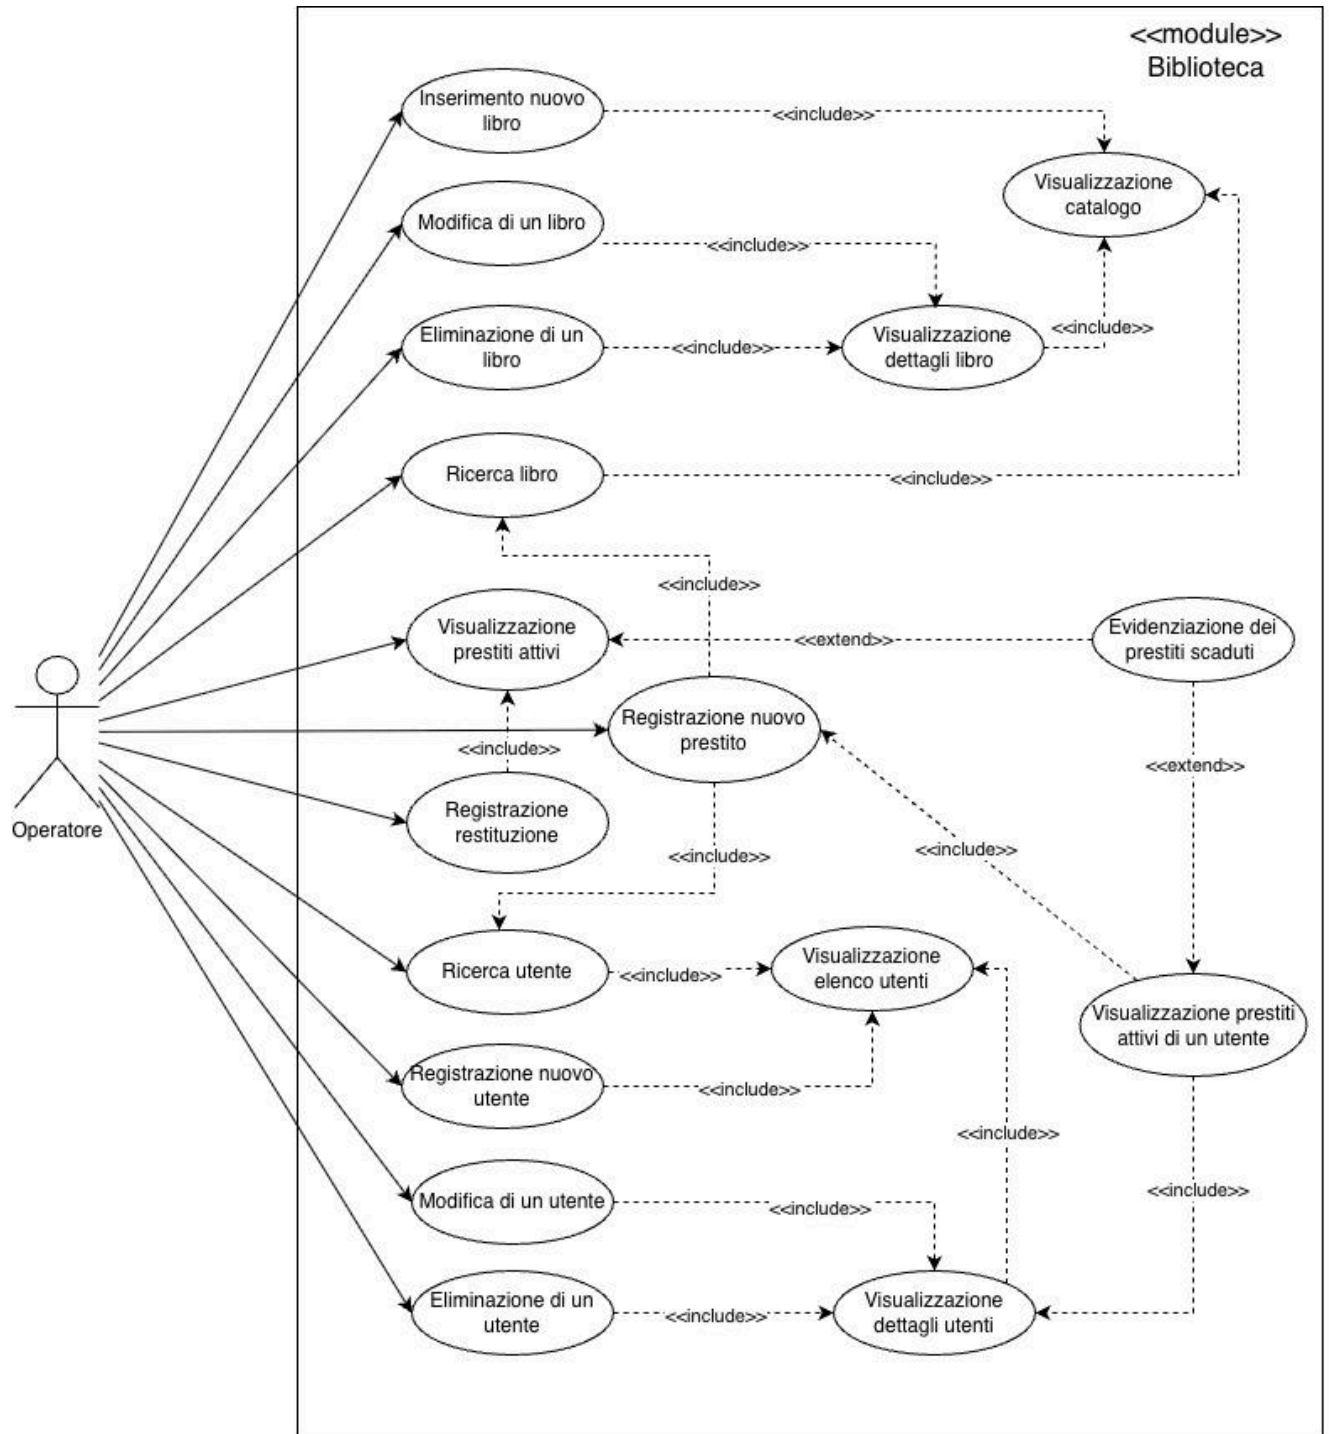 <<module>>
Biblioteca
Inserimento nuovo
libro
<<include>>
Visualizzazione
catalogo
Modifica di un libro
<<include>>
Eliminazione di un
libro
<<include>>
Visualizzazione
dettagli libro
<<include>>
Ricerca libro
<<include>>
<<include>>
Visualizzazione
prestiti attivi
<<extend>>
Evidenziazione dei
prestiti scaduti
Registrazione nuovo
prestito
<<include>>
<<extend>>
Operatore
Registrazione
restituzione
<<include>>
<<include>>
Ricerca utente
<<include>>
Visualizzazione
elenco utenti
Visualizzazione prestiti
attivi di un utente
Registrazione nuovo
utente
<<include>>
<<include>>
Modifica di un utente
<<include>>
<<include>>
Eliminazione di un
utente
<<include>>
Visualizzazione
dettagli utenti